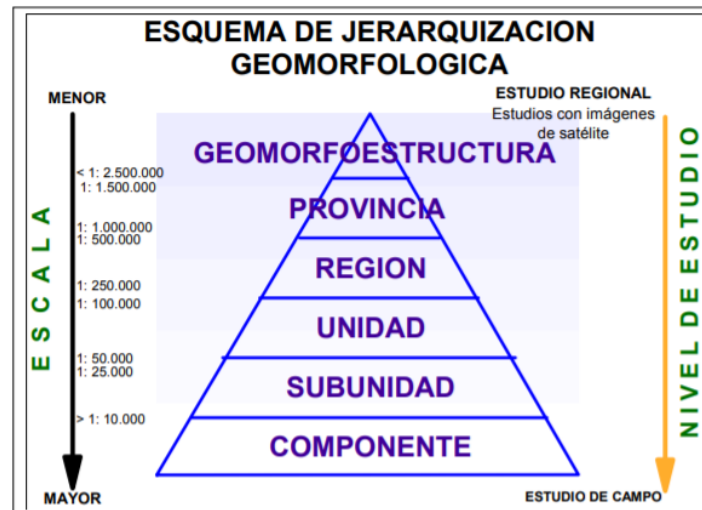 ESQUEMA DE JERARQUIZACION
GEOMORFOLOGICA
MENOR
ESTUDIO REGIONAL
Estudios con imágenes
de satélite
GEOMORFOESTRUCTURA
< 1: 2.500.000
1: 1.500.000
PROVINCIA
1: 1.000.000
1: 500.000
REGION
1: 250.000
1: 100.000
UNIDAD
1: 50.000
1: 25.000
SUBUNIDAD
> 1: 10.000
COMPONENTE
MAYOR
ESTUDIO DE CAMPO
ESCALA
NIVEL DE ESTUDIO